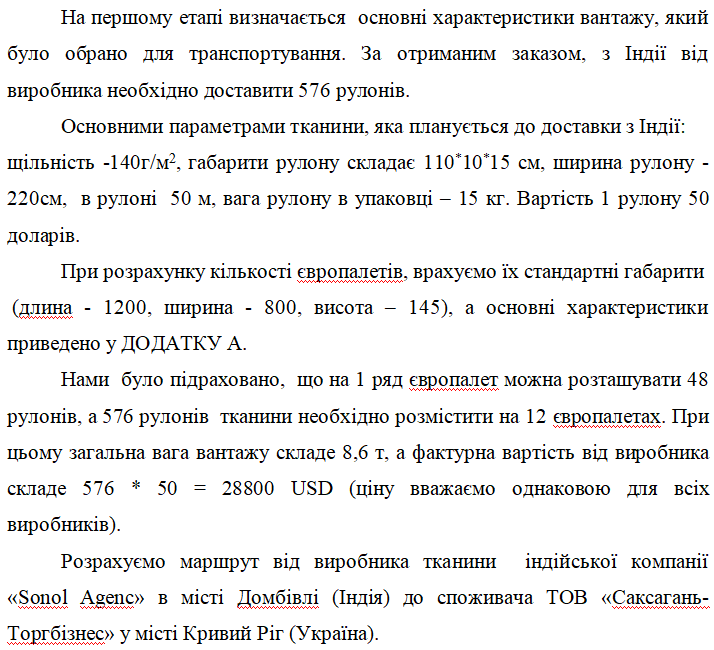 На першому етапі визначається основні характеристики вантажу, який
було обрано для транспортування. За отриманим заказом, з Індії від
виробника необхідно доставити 576 рулонів.
Основними параметрами тканини, яка планується до доставки з Індії:
щільність -140г/м², габарити рулону складає 110*10*15 см, ширина рулону -
220см, в рулоні 50 м, вага рулону в упаковці – 15 кг. Вартість 1 рулону 50
доларів.
При розрахунку кількості європалетів, врахуємо їх стандартні габарити
(длина - 1200, ширина - 800, висота – 145), а основні характеристики
приведено у ДОДАТКУ А.
Нами було підраховано, що на 1 ряд європалет можна розташувати 48
рулонів, а 576 рулонів тканини необхідно розмістити на 12 європалетах. При
цьому загальна вага вантажу складе 8,6 т, а фактурна вартість від виробника
складе 576 * 50 = 28800 USD (ціну вважаємо однаковою для всіх
виробників).
Розрахуємо маршрут від виробника тканини індійської компанії
«Sonol Agenc» в місті Домбівлі (Індія) до споживача ТОВ «Саксагань-
Торгбізнес» у місті Кривий Ріг (Україна).